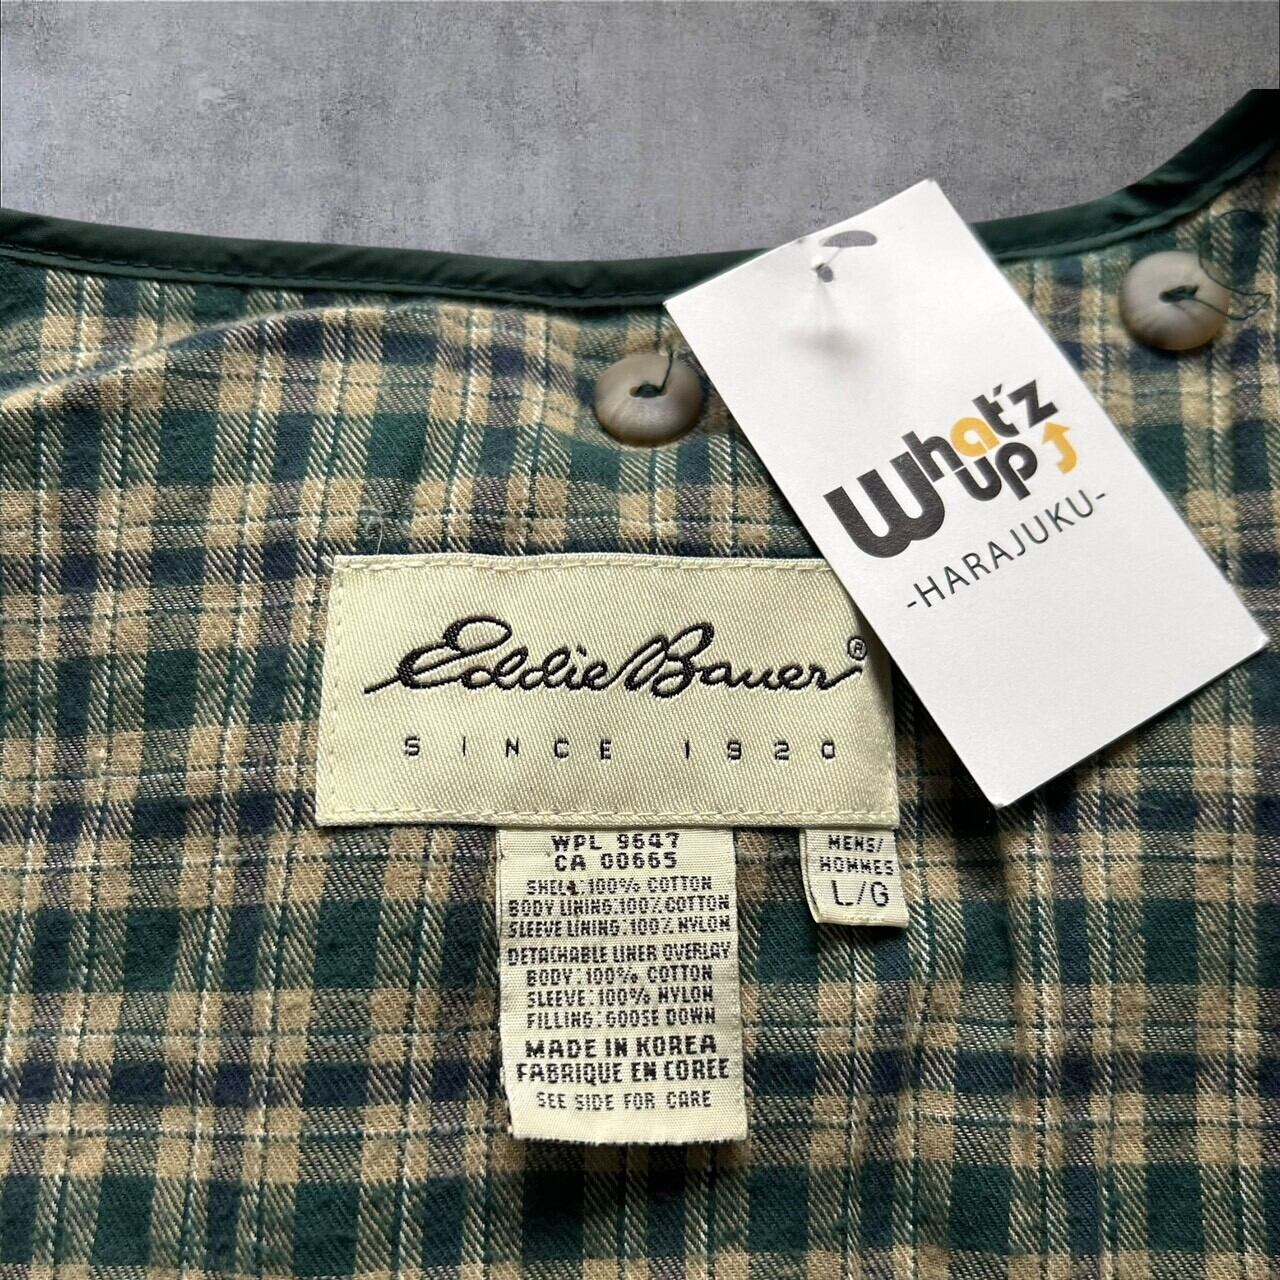 What'z
up
-HARAJUKU-
Eddie Bauer®
SINCE 1920
WPL 9647
CA 00665
SHELL:100% COTTON
BODY LINING:100% COTTON
SLEEVE LINING:100% NYLON
DETACHABLE LINER OVERLAY
BODY:100% COTTON
SLEEVE:100% NYLON
FILLING:GOOSE DOWN
MADE IN KOREA
FABRIQUE EN COREE
SEE SIDE FOR CARE
MENS/
HOMMES
L/G